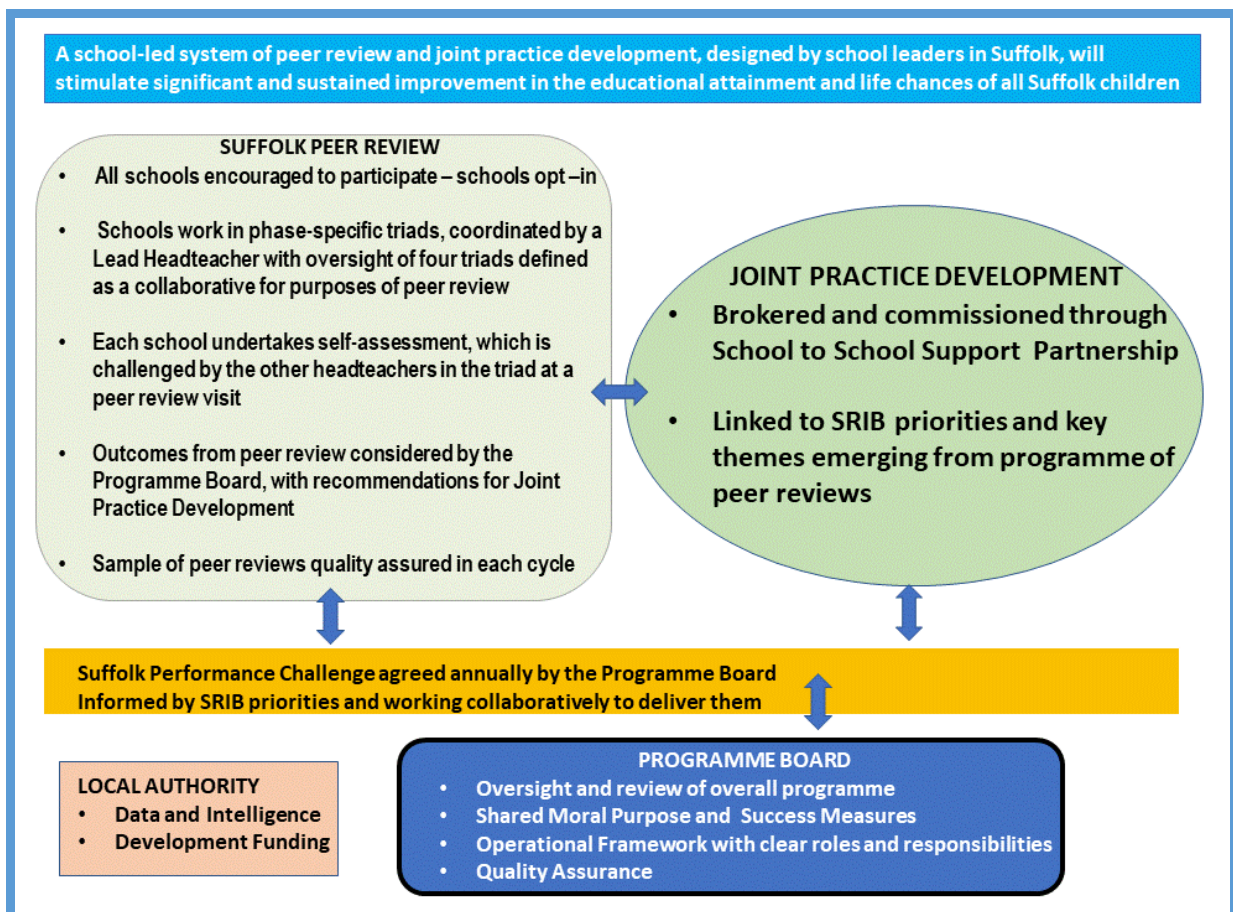 A school-led system of peer review and joint practice development, designed by school leaders in Suffolk, will
stimulate significant and sustained improvement in the educational attainment and life chances of all Suffolk children
SUFFOLK PEER REVIEW
• All schools encouraged to participate – schools opt –in
• Schools work in phase-specific triads, coordinated by a
Lead Headteacher with oversight of four triads defined
as a collaborative for purposes of peer review
• Each school undertakes self-assessment, which is
challenged by the other headteachers in the triad at a
peer review visit
• Outcomes from peer review considered by the
Programme Board, with recommendations for Joint
Practice Development
• Sample of peer reviews quality assured in each cycle
JOINT PRACTICE DEVELOPMENT
• Brokered and commissioned through
School to School Support Partnership
• Linked to SRIB priorities and key
themes emerging from programme of
peer reviews
Suffolk Performance Challenge agreed annually by the Programme Board
Informed by SRIB priorities and working collaboratively to deliver them
LOCAL AUTHORITY
• Data and Intelligence
• Development Funding
PROGRAMME BOARD
• Oversight and review of overall programme
• Shared Moral Purpose and Success Measures
• Operational Framework with clear roles and responsibilities
• Quality Assurance